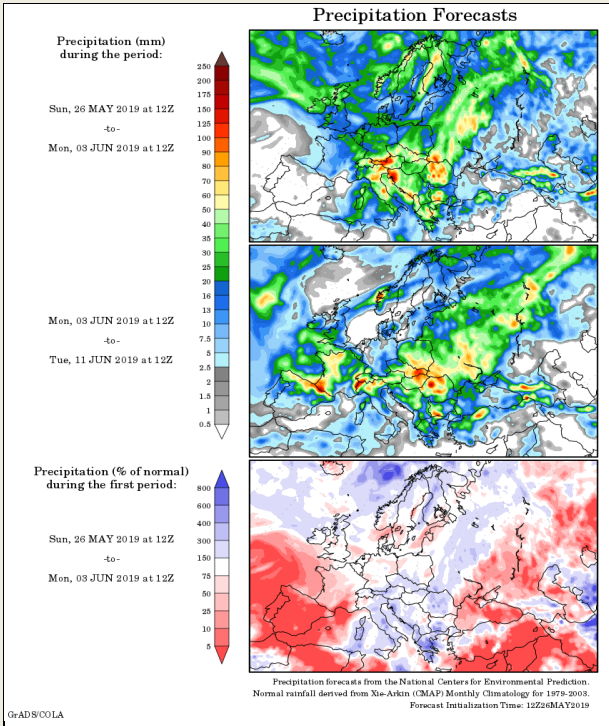 Precipitation Forecasts
Precipitation (mm)
during the period:
Sun, 26 MAY 2019 at 12Z
-to-
Mon, 03 JUN 2019 at 12Z
250
200
175
150
125
100
90
80
70
60
50
40
35
30
25
20
16
13
10
7.5
5
2.5
2
1.5
1
0.5
Mon, 03 JUN 2019 at 12Z
-to-
Tue, 11 JUN 2019 at 12Z
Precipitation (% of normal)
during the first period:
Sun, 26 MAY 2019 at 12Z
-to-
Mon, 03 JUN 2019 at 12Z
800
600
400
300
150
75
50
25
10
5
Precipitation forecasts from the National Centers for Environmental Prediction.
Normal rainfall derived from Xie-Arkin (CMAP) Monthly Climatology for 1979-2003.
Forecast Initialization Time: 12Z26MAY2019
GrADS/COLA